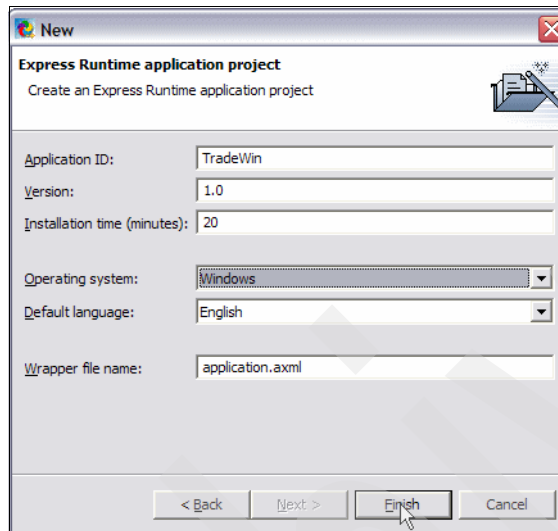 New
Express Runtime application project
Create an Express Runtime application project
Application ID: TradeWin
Version: 1.0
Installation time (minutes): 20
Operating system: Windows
Default language: English
Wrapper file name: application.axml
< Back Next > Finish Cancel